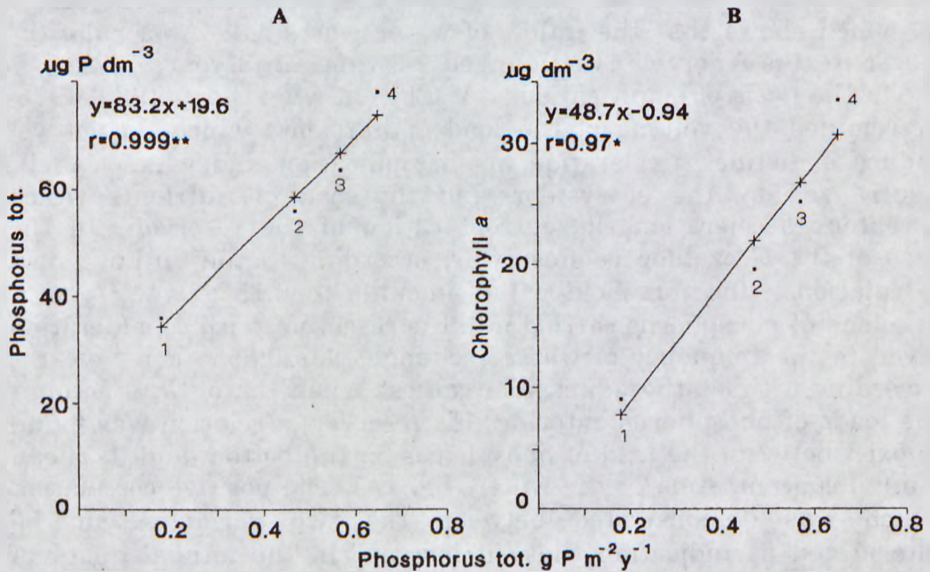 A
µg P dm⁻³
y=83.2x+19.6
r=0.999**
Phosphorus tot.
60
40
20
0
1
2
3
4
0.2
0.4
0.6
0.8
B
µg dm⁻³
y=48.7x−0.94
r=0.97*
Chlorophyll a
30
20
10
0
1
2
3
4
0.2
0.4
0.6
0.8
Phosphorus tot. g P m⁻² y⁻¹